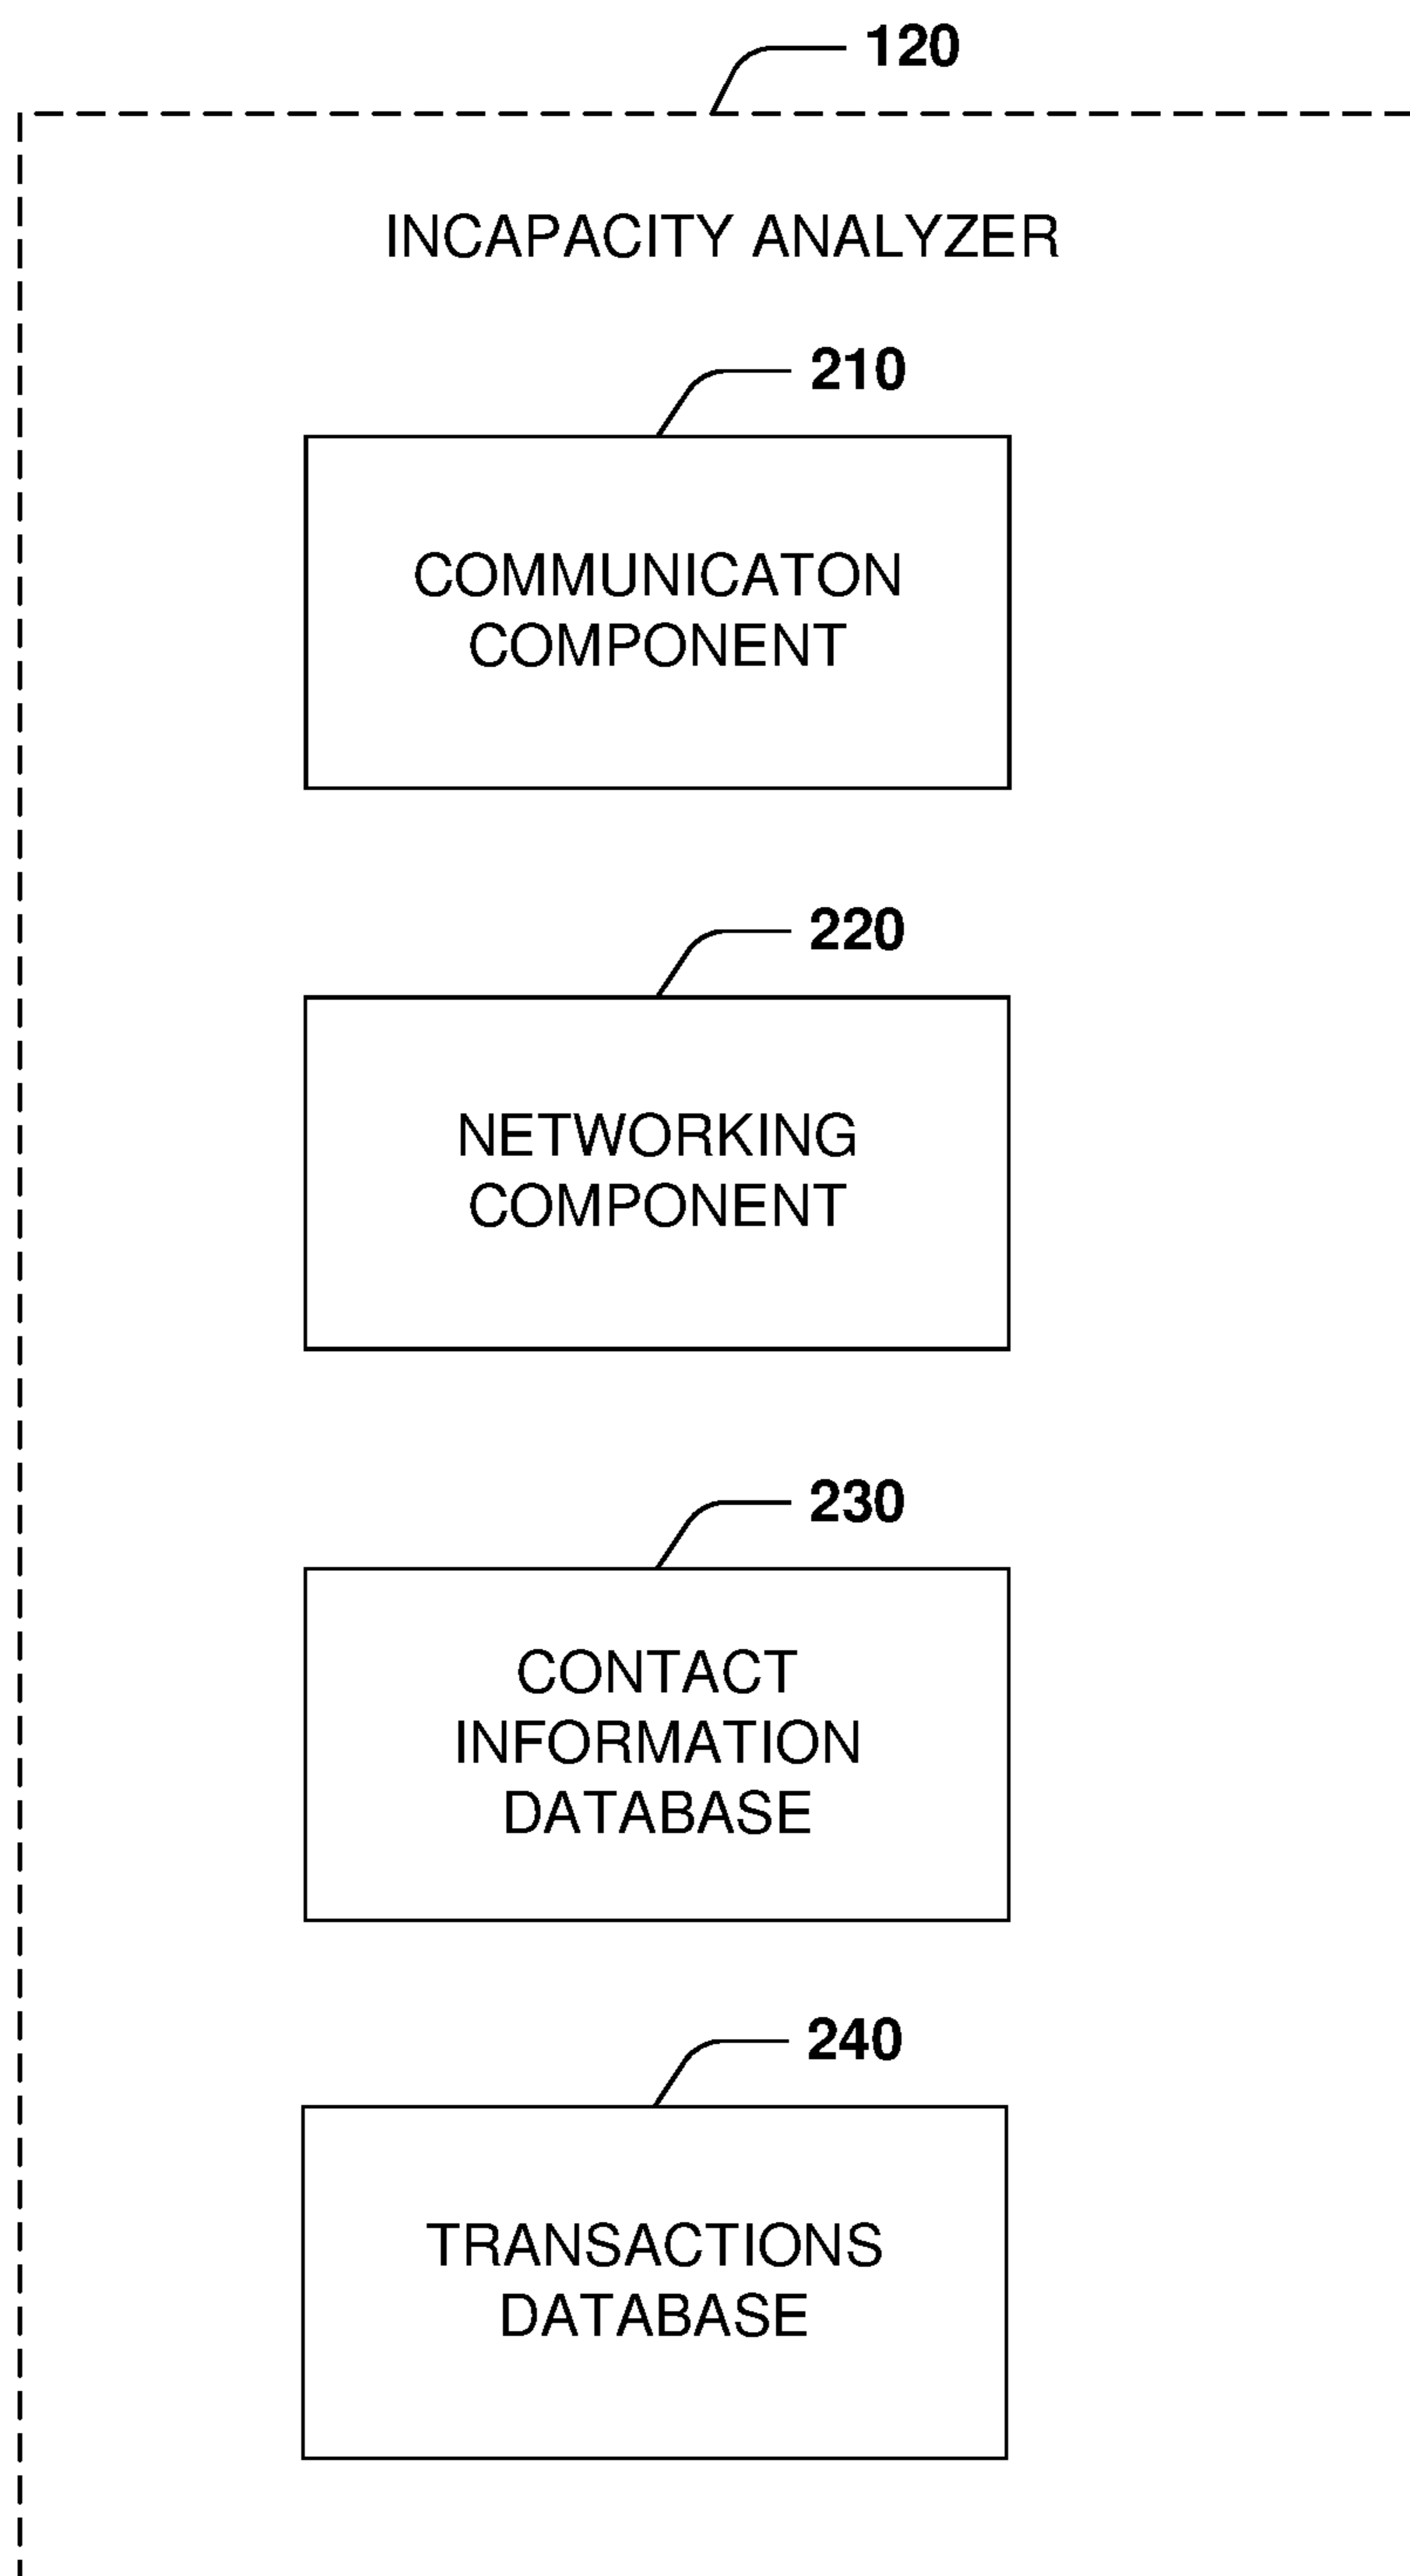 120
INCAPACITY ANALYZER
210
COMMUNICATON
COMPONENT
220
NETWORKING
COMPONENT
230
CONTACT
INFORMATION
DATABASE
240
TRANSACTIONS
DATABASE